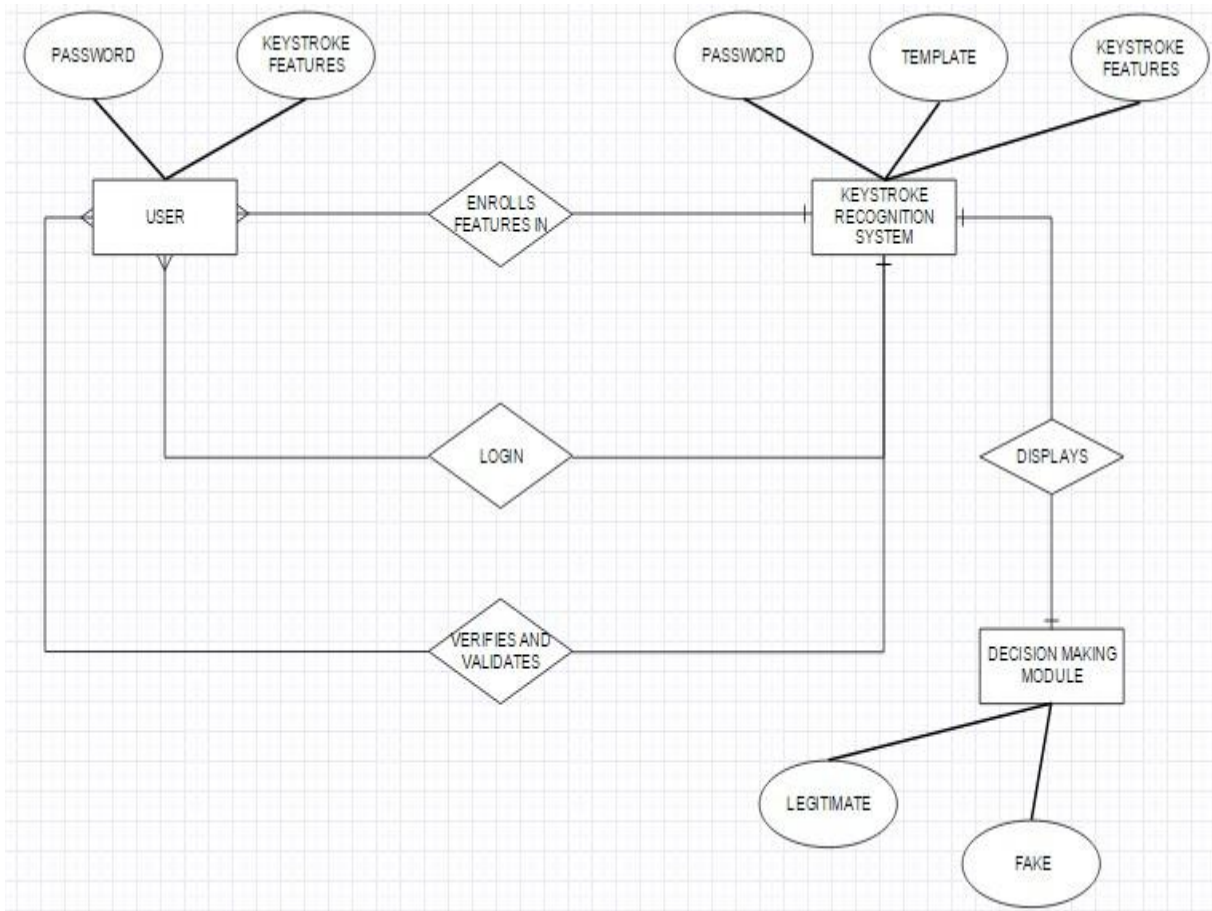 PASSWORD
KEYSTROKE
FEATURES
PASSWORD
TEMPLATE
KEYSTROKE
FEATURES
USER
ENROLLS
FEATURES IN
KEYSTROKE
RECOGNITION
SYSTEM
LOGIN
DISPLAYS
VERIFIES AND
VALIDATES
DECISION MAKING
MODULE
LEGITIMATE
FAKE